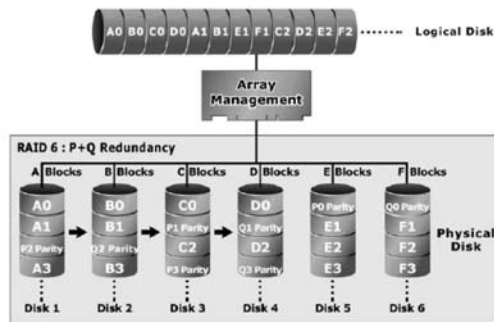 A0 B0 C0 D0 A1 B1 E1 F1 C2 D2 E2 F2 Logical Disk
Array
Management
RAID 6 : P+Q Redundancy
A Blocks B Blocks C Blocks D Blocks E Blocks F Blocks
A0 B0 C0 D0 P0 Parity Q0 Parity
A1 B1 P1 Parity Q1 Parity E1 F1
P2 Parity Q2 Parity C2 D2 E2 F2
A3 B3 P3 Parity Q3 Parity E3 F3
Physical
Disk
Disk 1 Disk 2 Disk 3 Disk 4 Disk 5 Disk 6